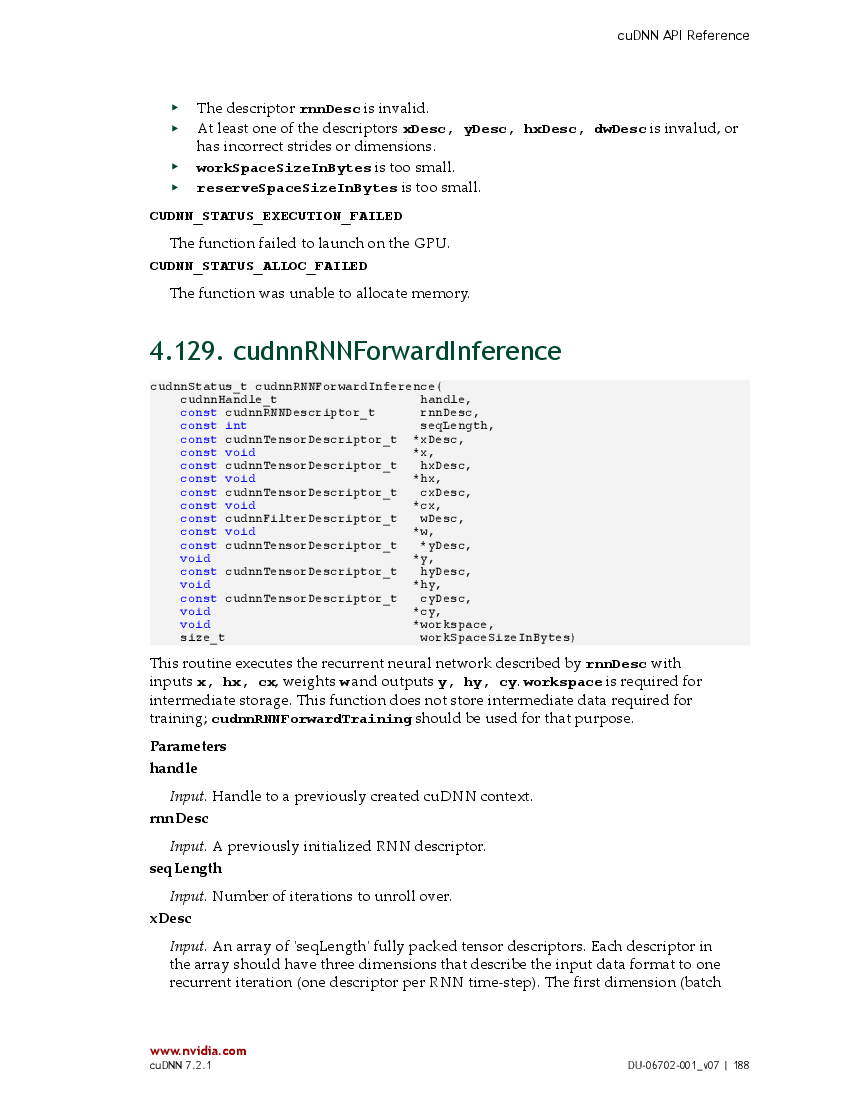 cuDNN API Reference
▸ The descriptor rnnDesc is invalid.
▸ At least one of the descriptors xDesc, yDesc, hxDesc, dwDesc is invalud, or
has incorrect strides or dimensions.
▸ workSpaceSizeInBytes is too small.
▸ reserveSpaceSizeInBytes is too small.
CUDNN_STATUS_EXECUTION_FAILED
The function failed to launch on the GPU.
CUDNN_STATUS_ALLOC_FAILED
The function was unable to allocate memory.
4.129. cudnnRNNForwardInference
cudnnStatus_t cudnnRNNForwardInference(
cudnnHandle_t handle,
const cudnnRNNDescriptor_t rnnDesc,
const int seqLength,
const cudnnTensorDescriptor_t *xDesc,
const void *x,
const cudnnTensorDescriptor_t hxDesc,
const void *hx,
const cudnnTensorDescriptor_t cxDesc,
const void *cx,
const cudnnFilterDescriptor_t wDesc,
const void *w,
const cudnnTensorDescriptor_t *yDesc,
void *y,
const cudnnTensorDescriptor_t hyDesc,
void *hy,
const cudnnTensorDescriptor_t cyDesc,
void *cy,
void *workspace,
size_t workSpaceSizeInBytes)
This routine executes the recurrent neural network described by rnnDesc with
inputs x, hx, cx, weights w and outputs y, hy, cy. workspace is required for
intermediate storage. This function does not store intermediate data required for
training; cudnnRNNForwardTraining should be used for that purpose.
Parameters
handle
Input. Handle to a previously created cuDNN context.
rnnDesc
Input. A previously initialized RNN descriptor.
seqLength
Input. Number of iterations to unroll over.
xDesc
Input. An array of 'seqLength' fully packed tensor descriptors. Each descriptor in
the array should have three dimensions that describe the input data format to one
recurrent iteration (one descriptor per RNN time-step). The first dimension (batch
www.nvidia.com
cuDNN 7.2.1 DU-06702-001_v07 | 188